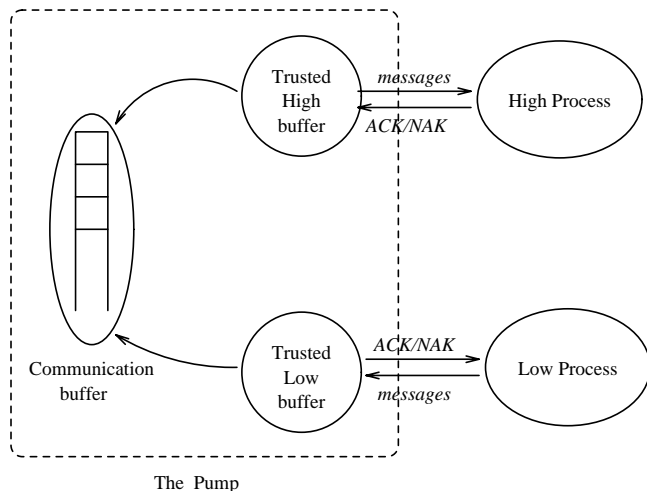 Trusted
High
buffer
messages
ACK/NAK
High Process
Communication
buffer
Trusted
Low
buffer
ACK/NAK
messages
Low Process
The Pump